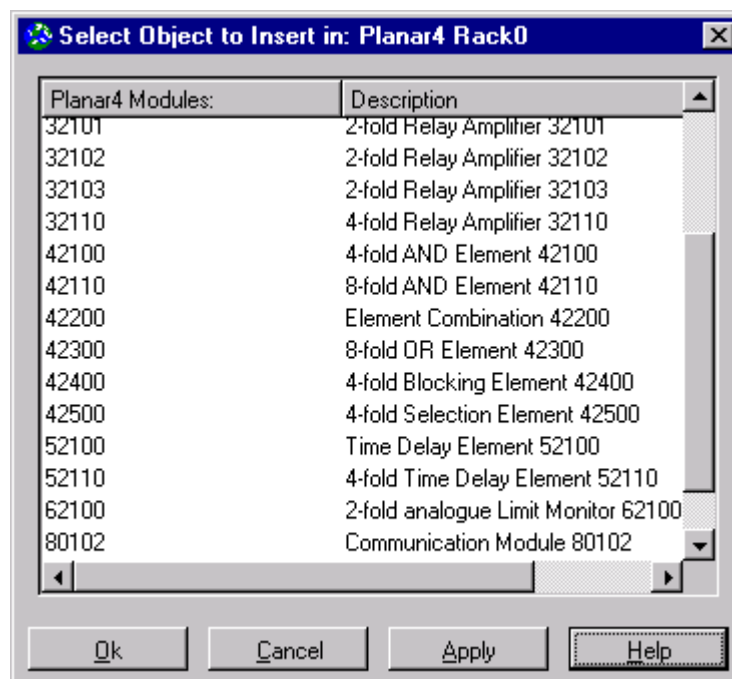 Select Object to Insert in: Planar4 Rack0
Planar4 Modules: Description
32101 2-fold Relay Amplifier 32101
32102 2-fold Relay Amplifier 32102
32103 2-fold Relay Amplifier 32103
32110 4-fold Relay Amplifier 32110
42100 4-fold AND Element 42100
42110 8-fold AND Element 42110
42200 Element Combination 42200
42300 8-fold OR Element 42300
42400 4-fold Blocking Element 42400
42500 4-fold Selection Element 42500
52100 Time Delay Element 52100
52110 4-fold Time Delay Element 52110
62100 2-fold analogue Limit Monitor 62100
80102 Communication Module 80102
Ok Cancel Apply Help